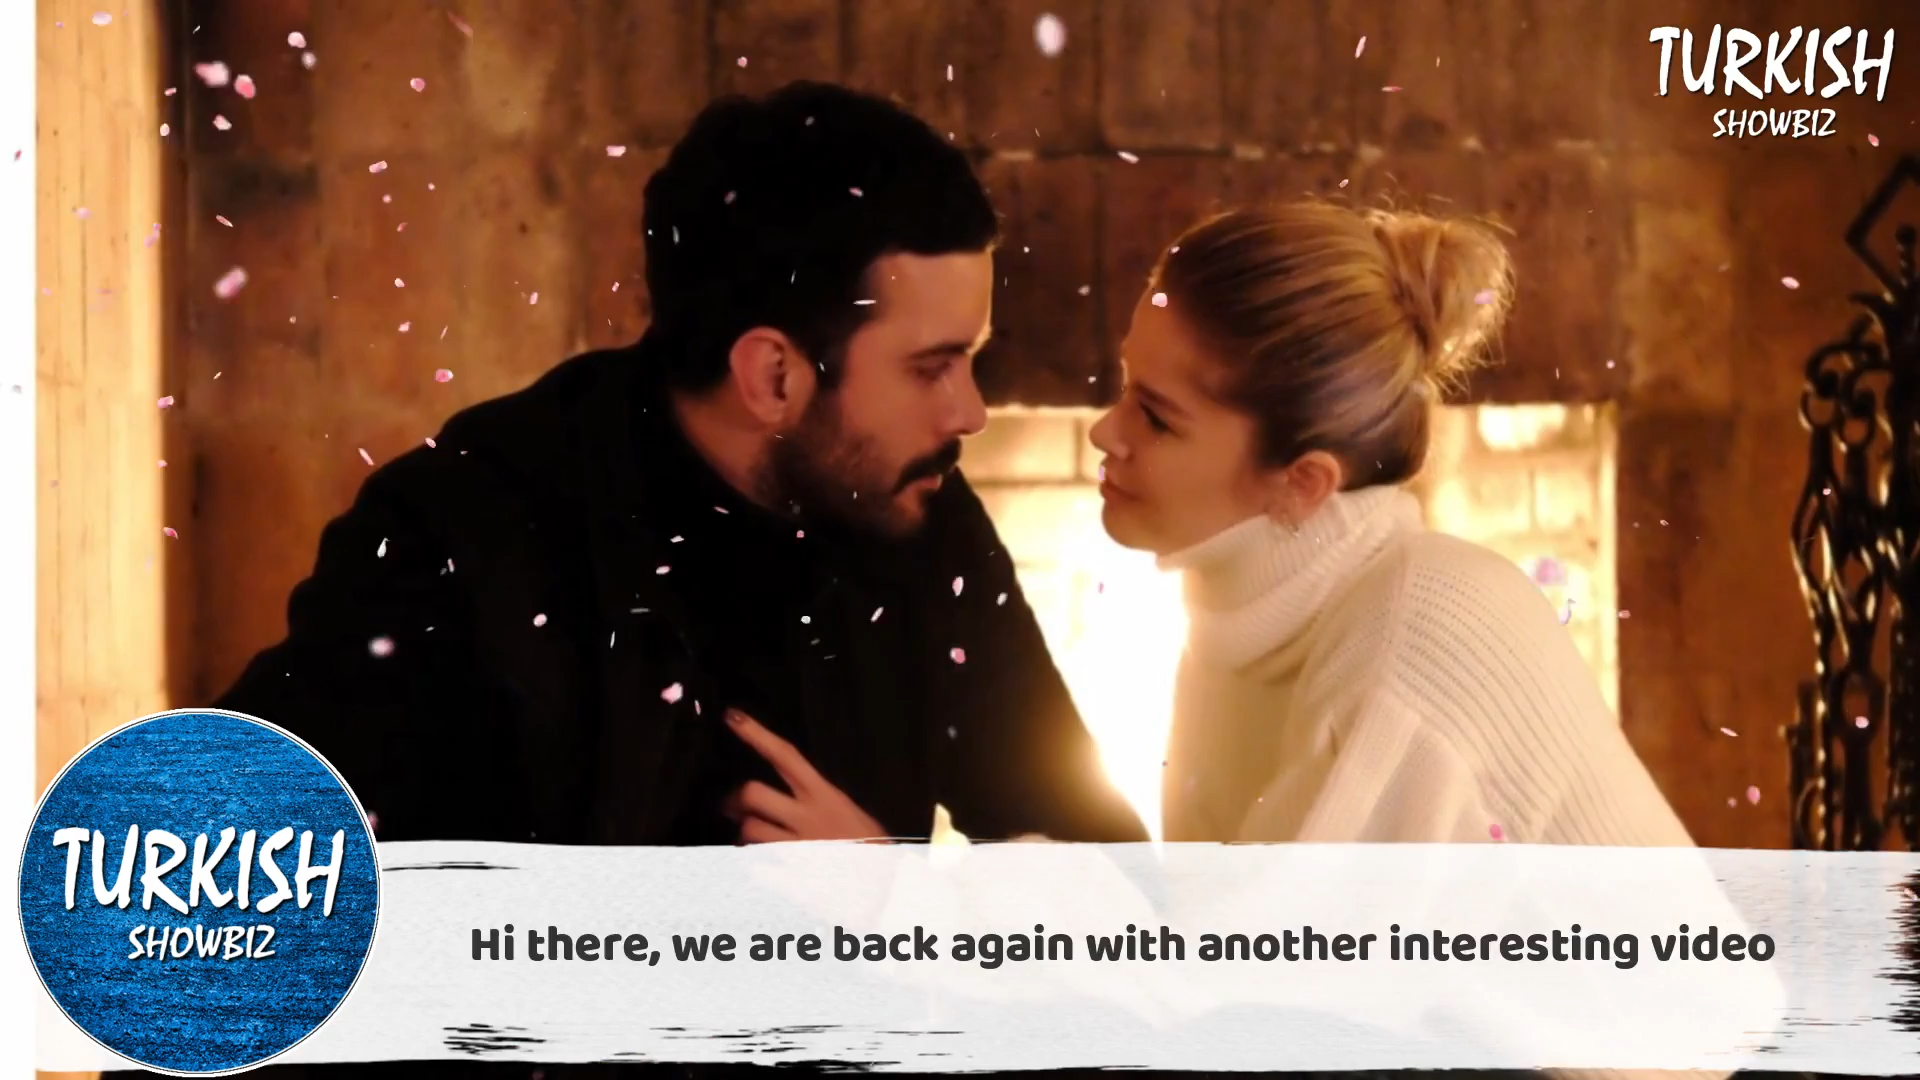 TURKISH
SHOWBIZ
TURKISH
SHOWBIZ
Hi there, we are back again with another interesting video